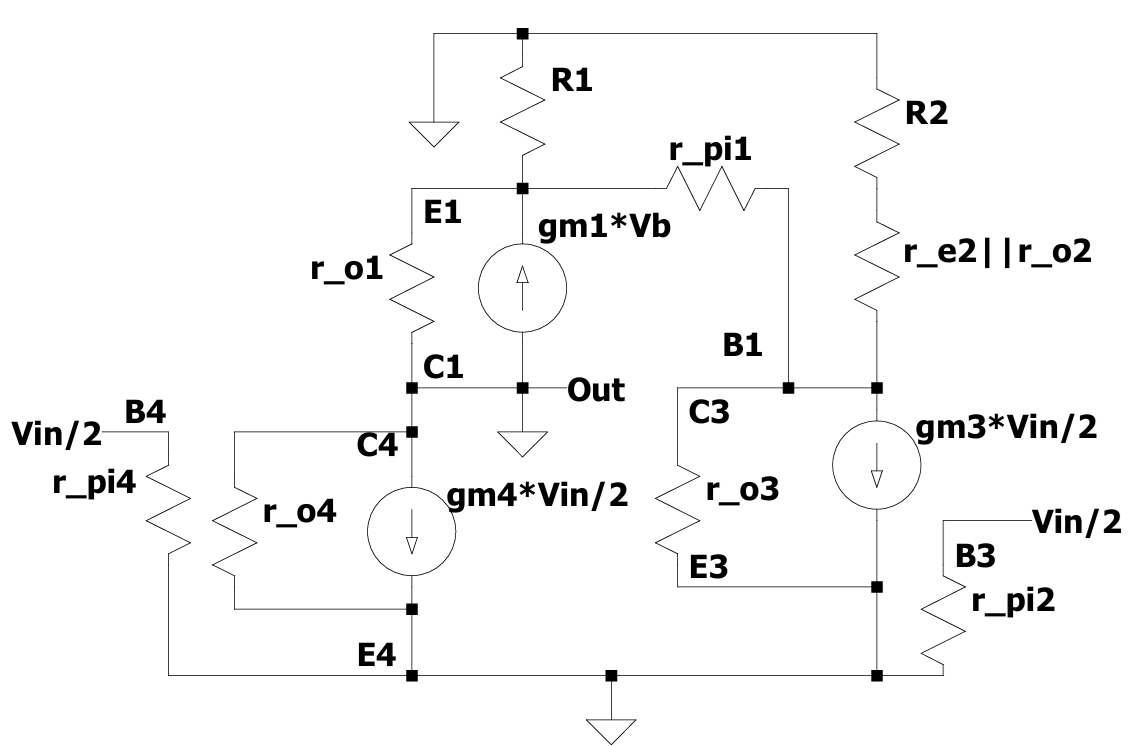 R1
R2
r_pi1
E1
gm1*Vb
r_o1
r_e2||r_o2
B1
C1
Out
B4
C3
Vin/2
C4
gm3*Vin/2
r_pi4
r_o4
gm4*Vin/2
r_o3
Vin/2
B3
E3
r_pi2
E4